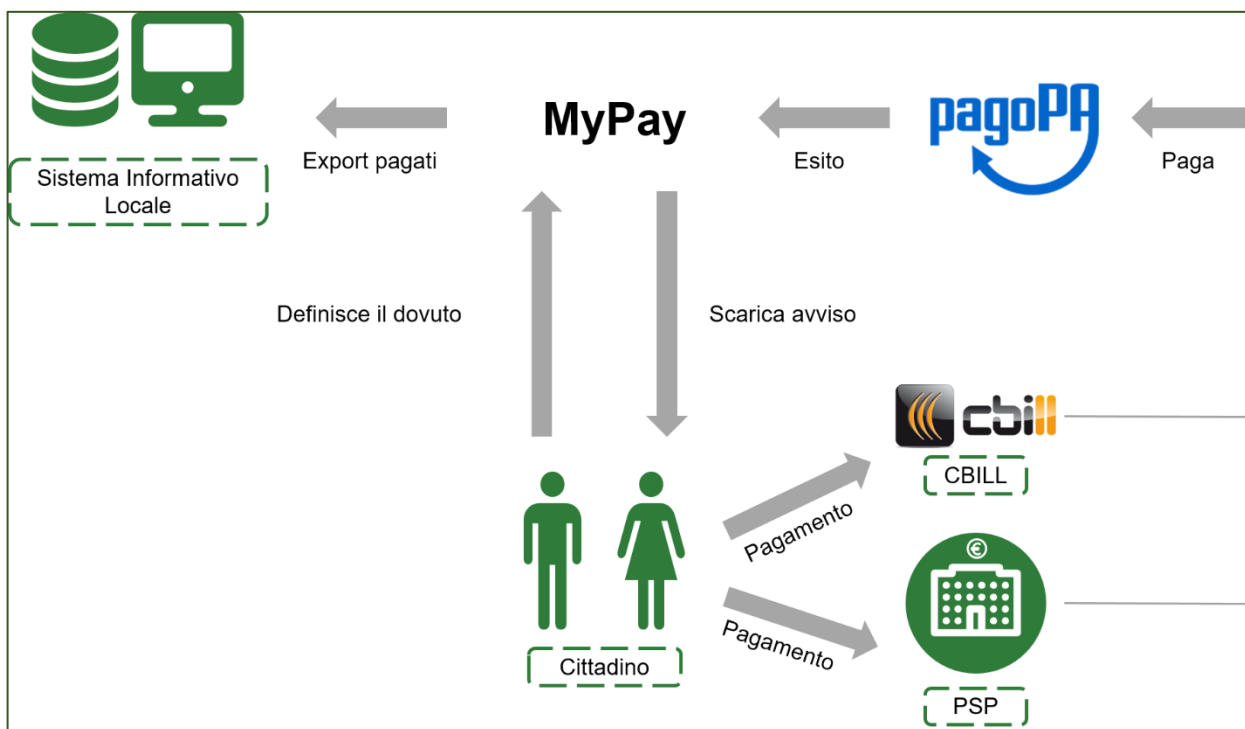 MyPay
pagoPA
Export pagati
Esito
Paga
Sistema Informativo
Locale
Definisce il dovuto
Scarica avviso
cbill
CBILL
Pagamento
Pagamento
Cittadino
PSP
€